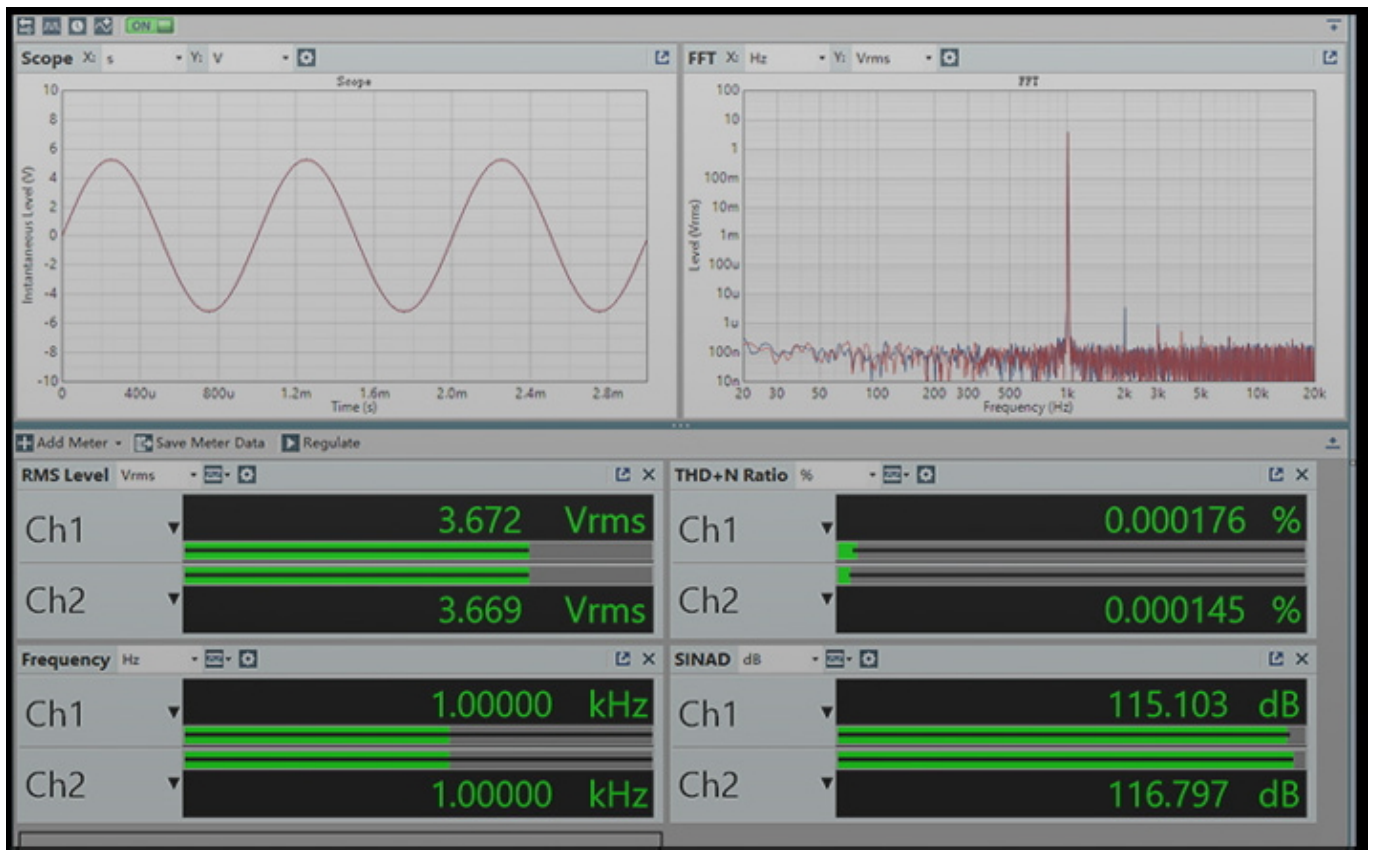 ON
Scope X: s Y: V
FFT X: Hz Y: Vrms
Scope
Instantaneous Level (V)
10
8
6
4
2
0
-2
-4
-6
-8
-10
0 400u 800u 1.2m 1.6m 2.0m 2.4m 2.8m
Time (s)
FFT
Level (Vrms)
100
10
1
100m
10m
1m
100u
10u
1u
100n
10n
20 30 50 100 200 300 500 1k 2k 3k 5k 10k 20k
Frequency (Hz)
Add Meter Save Meter Data Regulate
RMS Level Vrms
Ch1 3.672 Vrms
Ch2 3.669 Vrms
THD+N Ratio %
Ch1 0.000176 %
Ch2 0.000145 %
Frequency Hz
Ch1 1.00000 kHz
Ch2 1.00000 kHz
SINAD dB
Ch1 115.103 dB
Ch2 116.797 dB